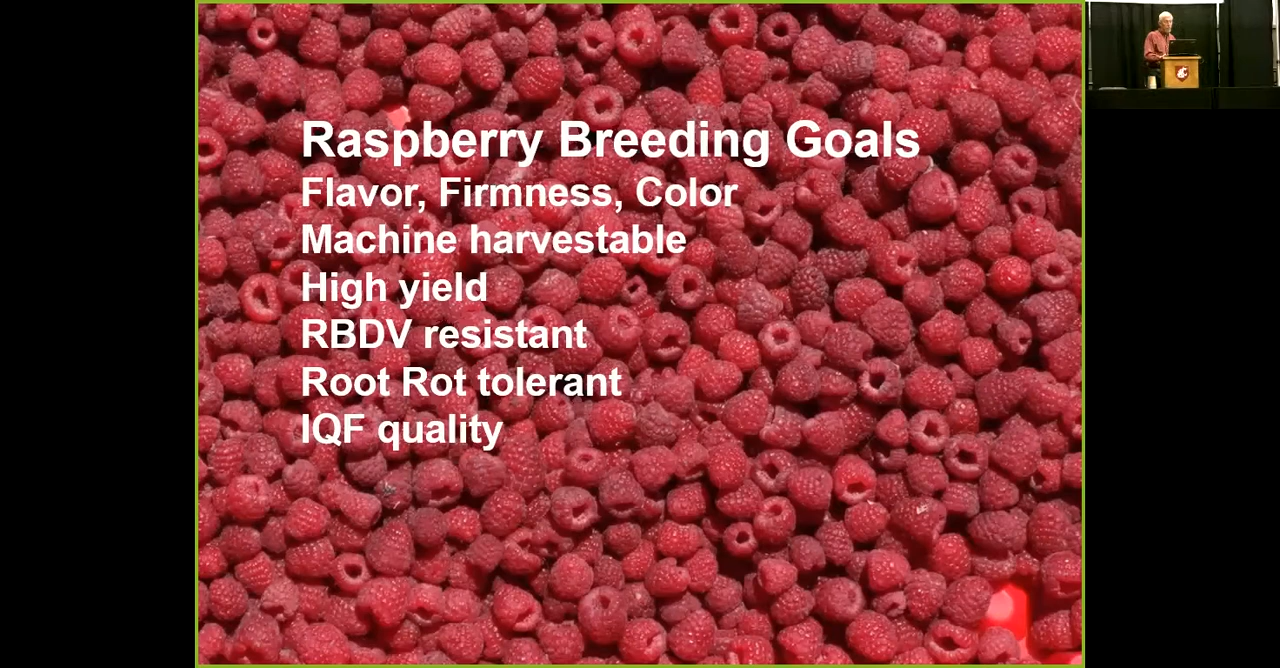 Raspberry Breeding Goals
Flavor, Firmness, Color
Machine harvestable
High yield
RBDV resistant
Root Rot tolerant
IQF quality